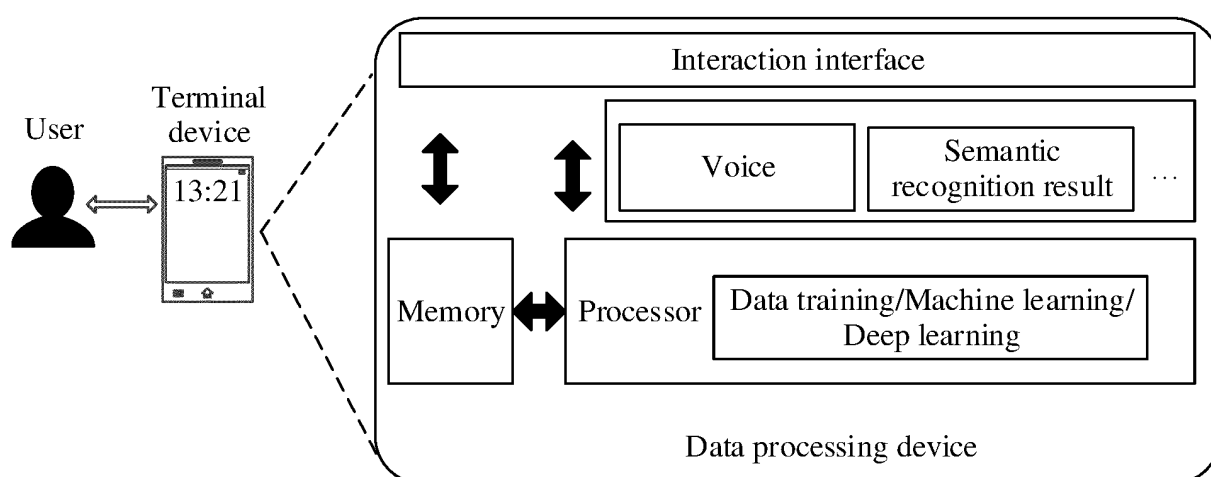 User
Terminal
device
13:21
Interaction interface
Voice
Semantic
recognition result
...
Memory
Processor
Data training/Machine learning/
Deep learning
Data processing device